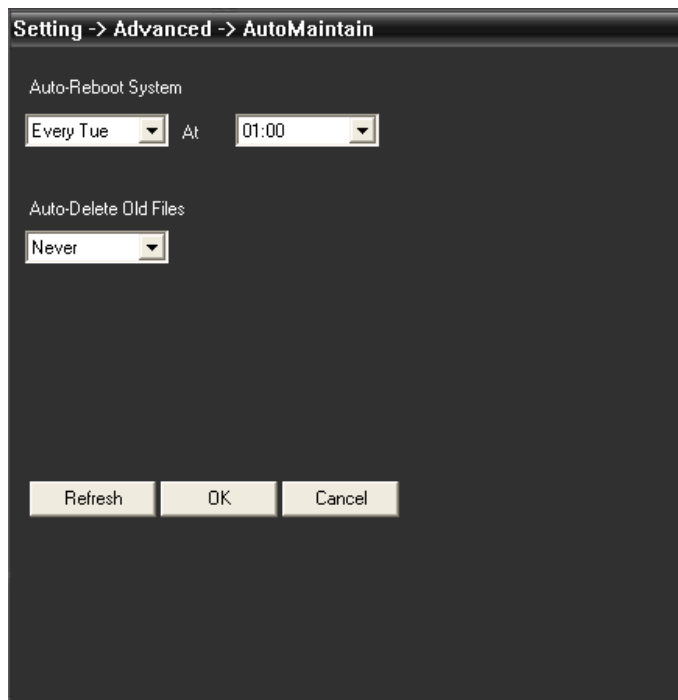 Setting -> Advanced -> AutoMaintain
Auto-Reboot System
Every Tue At 01:00
Auto-Delete Old Files
Never
Refresh OK Cancel